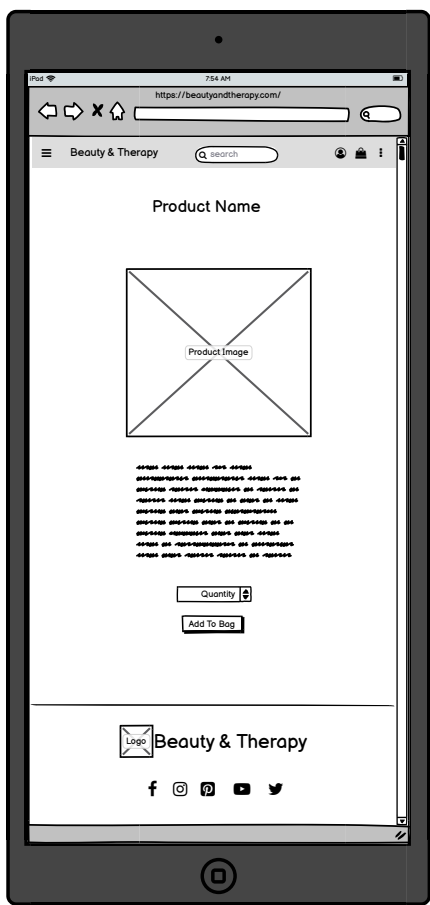 iPad
7:54 AM
https://beautyandtherapy.com/
Beauty & Therapy
search
Product Name
Product Image
Quantity
Add To Bag
Logo
Beauty & Therapy